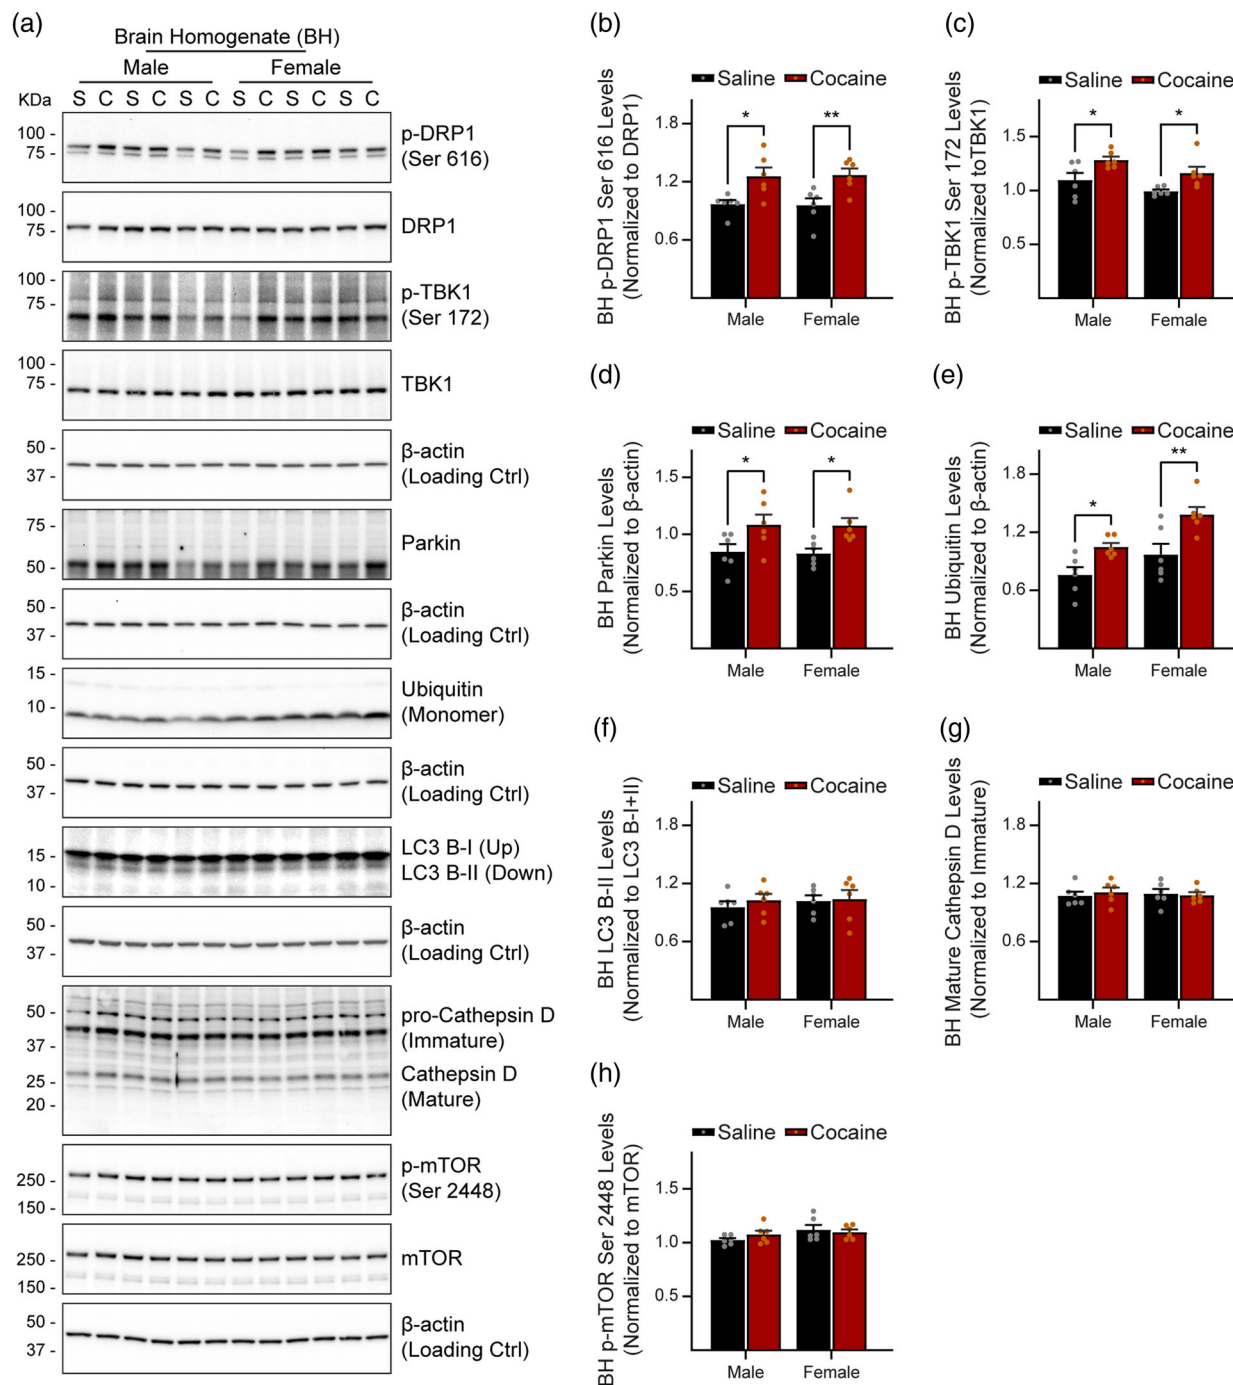 (a)
Brain Homogenate (BH)
Male Female
KDa S C S C S C S C S C S C
100 -
75 -
p-DRP1
(Ser 616)
100 -
75 -
DRP1
100 -
75 -
p-TBK1
(Ser 172)
100 -
75 -
TBK1
50 -
37 -
β-actin
(Loading Ctrl)
75 -
50 -
Parkin
50 -
37 -
β-actin
(Loading Ctrl)
15 -
10 -
Ubiquitin
(Monomer)
50 -
37 -
β-actin
(Loading Ctrl)
15 -
10 -
LC3 B-I (Up)
LC3 B-II (Down)
50 -
37 -
β-actin
(Loading Ctrl)
50 -
37 -
25 -
20 -
pro-Cathepsin D
(Immature)
Cathepsin D
(Mature)
250 -
150 -
p-mTOR
(Ser 2448)
250 -
150 -
mTOR
50 -
37 -
β-actin
(Loading Ctrl)
(b)
Saline Cocaine
BH p-DRP1 Ser 616 Levels
(Normalized to DRP1)
1.8
1.2
0.6
* **
Male Female
(c)
Saline Cocaine
BH p-TBK1 Ser 172 Levels
(Normalized toTBK1)
1.5
1.0
0.5
* *
Male Female
(d)
Saline Cocaine
BH Parkin Levels
(Normalized to β-actin)
1.5
1.0
0.5
* *
Male Female
(e)
Saline Cocaine
BH Ubiquitin Levels
(Normalized to β-actin)
1.8
1.2
0.6
* **
Male Female
(f)
Saline Cocaine
BH LC3 B-II Levels
(Normalized to LC3 B-I+II)
1.8
1.2
0.6
Male Female
(g)
Saline Cocaine
BH Mature Cathepsin D Levels
(Normalized to Immature)
1.8
1.2
0.6
Male Female
(h)
Saline Cocaine
BH p-mTOR Ser 2448 Levels
(Normalized to mTOR)
1.5
1.0
0.5
Male Female